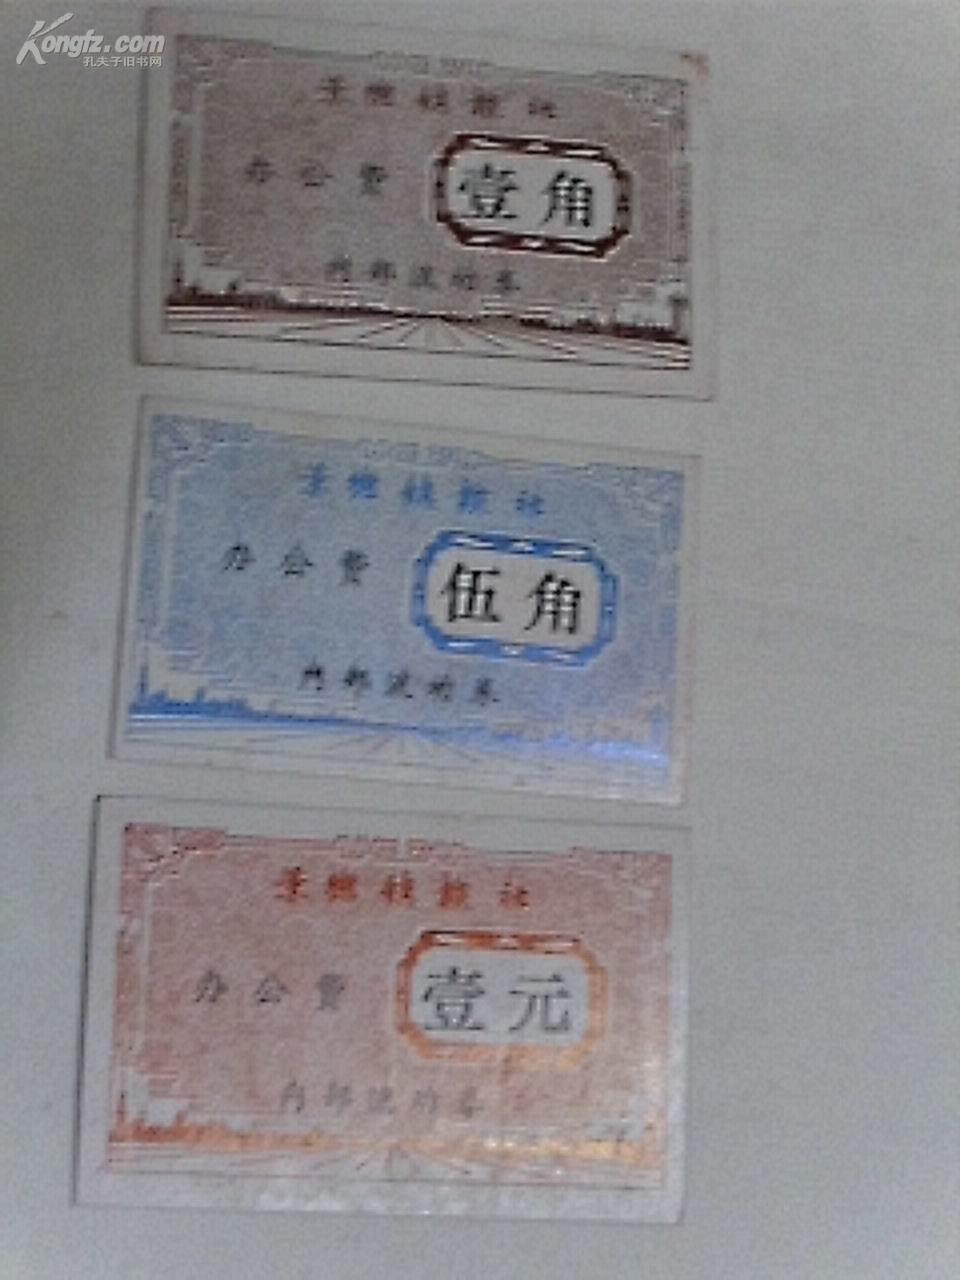 Kongfz.com
孔夫子旧书网
办公费
壹角
内部流动券
办公费
伍角
内部流动券
办公费
壹元
内部流动券